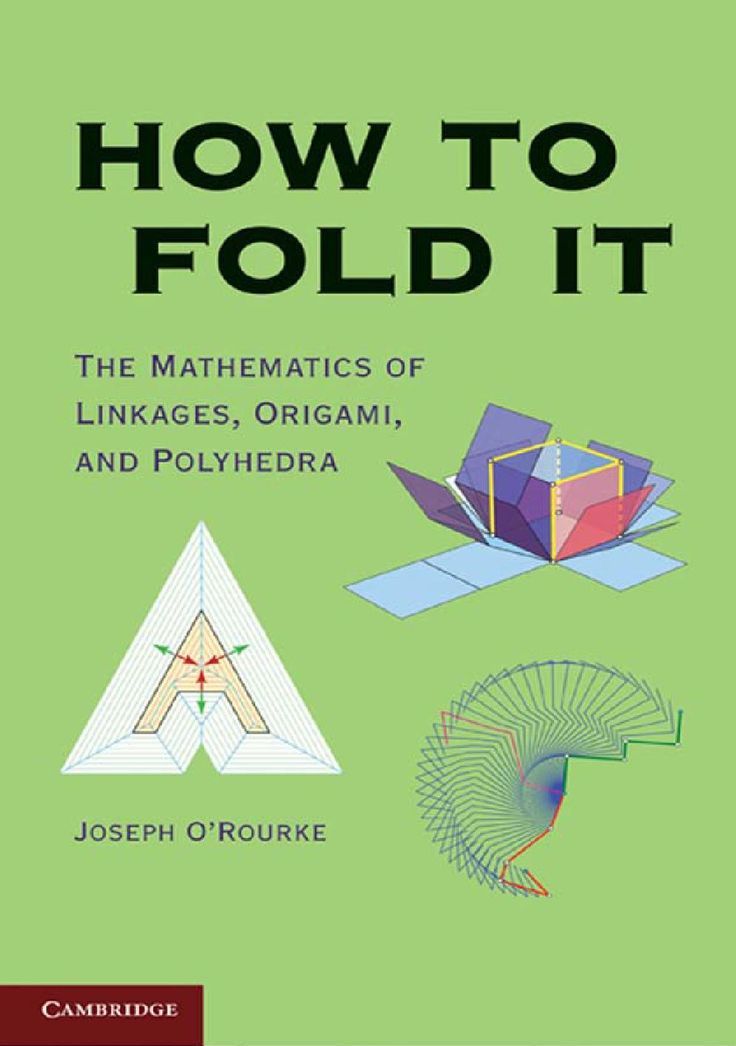 HOW TO
FOLD IT
THE MATHEMATICS OF
LINKAGES, ORIGAMI,
AND POLYHEDRA
JOSEPH O'ROURKE
CAMBRIDGE